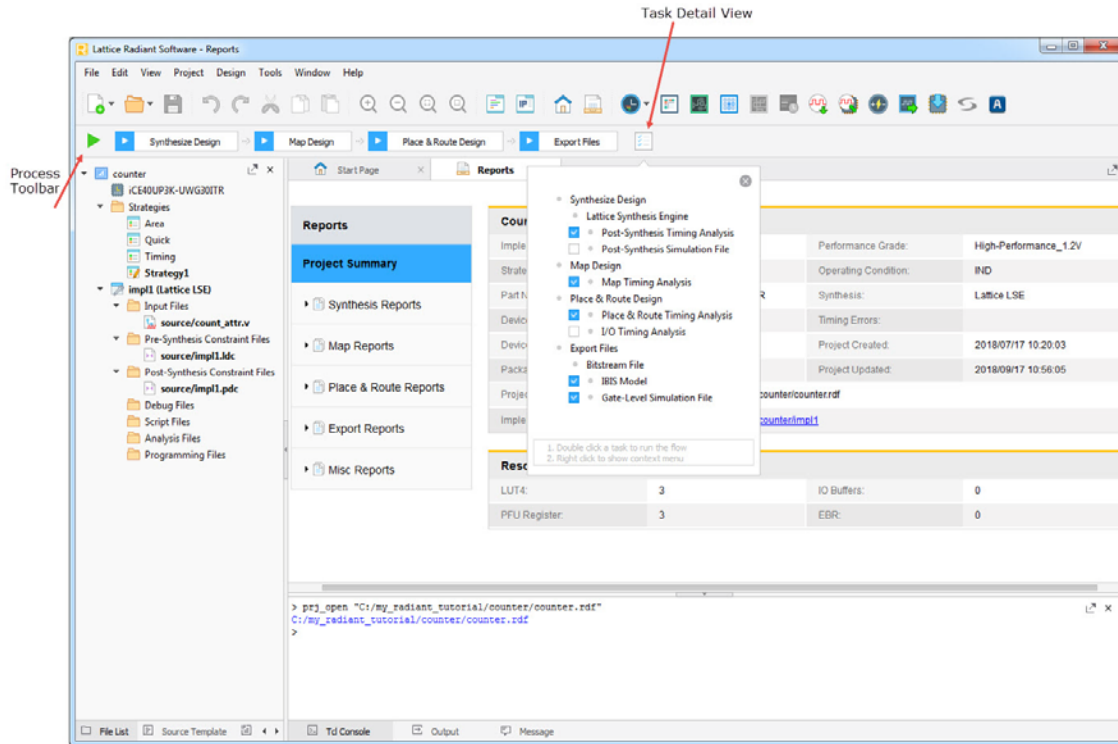 Task Detail View
Lattice Radiant Software - Reports
File Edit View Project Design Tools Window Help
Synthesize Design Map Design Place & Route Design Export Files
Process
Toolbar
counter
iCE40UP3K-UWG30ITR
Strategies
Area
Quick
Timing
Strategy1
impl1 (Lattice LSE)
Input Files
source/count_attr.v
Pre-Synthesis Constraint Files
source/impl1.ldc
Post-Synthesis Constraint Files
source/impl1.pdc
Debug Files
Script Files
Analysis Files
Programming Files
Start Page Reports
Reports
Project Summary
Synthesis Reports
Map Reports
Place & Route Reports
Export Reports
Misc Reports
Synthesize Design
Lattice Synthesis Engine
Post-Synthesis Timing Analysis
Post-Synthesis Simulation File
Map Design
Map Timing Analysis
Place & Route Design
Place & Route Timing Analysis
I/O Timing Analysis
Export Files
Bitstream File
IBIS Model
Gate-Level Simulation File
1. Double click a task to run the flow
2. Right click to show context menu
Coun
Imple Performance Grade: High-Performance_1.2V
Strate Operating Condition: IND
Part N R Synthesis: Lattice LSE
Device Timing Errors:
Device Project Created: 2018/07/17 10:20:03
Packa Project Updated: 2018/09/17 10:56:05
Projec counter/counter.rdf
Imple counter/impl1
Reso
LUT4: 3 IO Buffers: 0
PFU Register: 3 EBR: 0
> prj_open "C:/my_radiant_tutorial/counter/counter.rdf"
C:/my_radiant_tutorial/counter/counter.rdf
>
File List Source Template Tcl Console Output Message